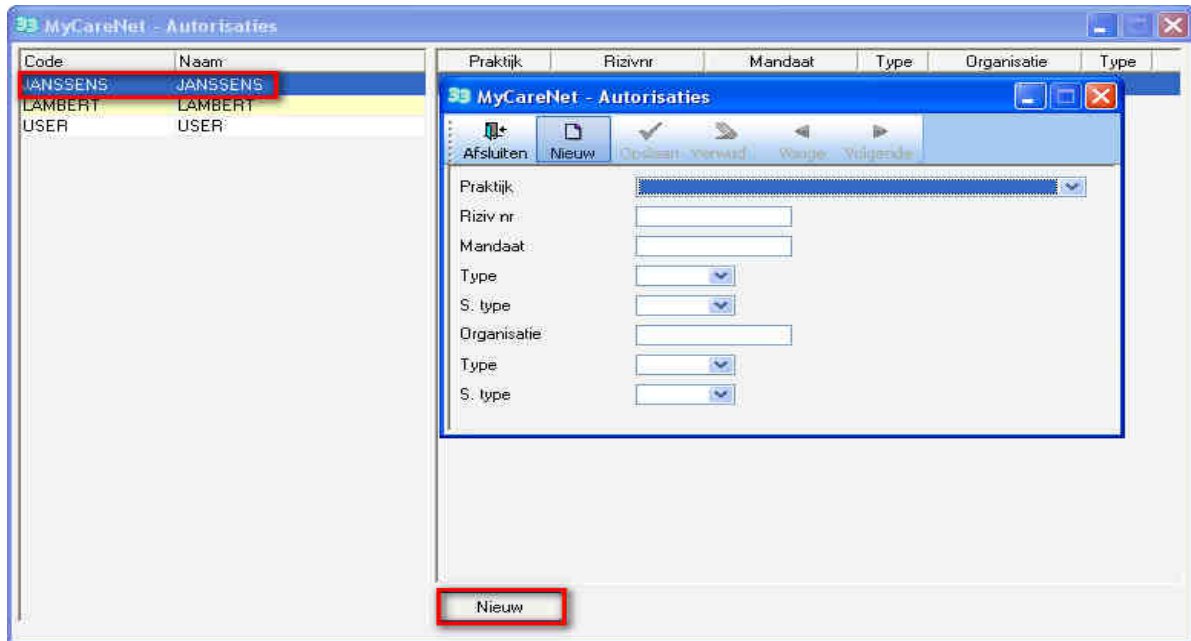 MyCareNet - Autorisaties
Code Naam
JANSSENS JANSSENS
LAMBERT LAMBERT
USER USER
Praktijk Rizivnr Mandaat Type Organisatie Type
MyCareNet - Autorisaties
Afsluiten Nieuw Opslaan Verwijd. Vorige Volgende
Praktijk
Riziv nr
Mandaat
Type
S. type
Organisatie
Type
S. type
Nieuw